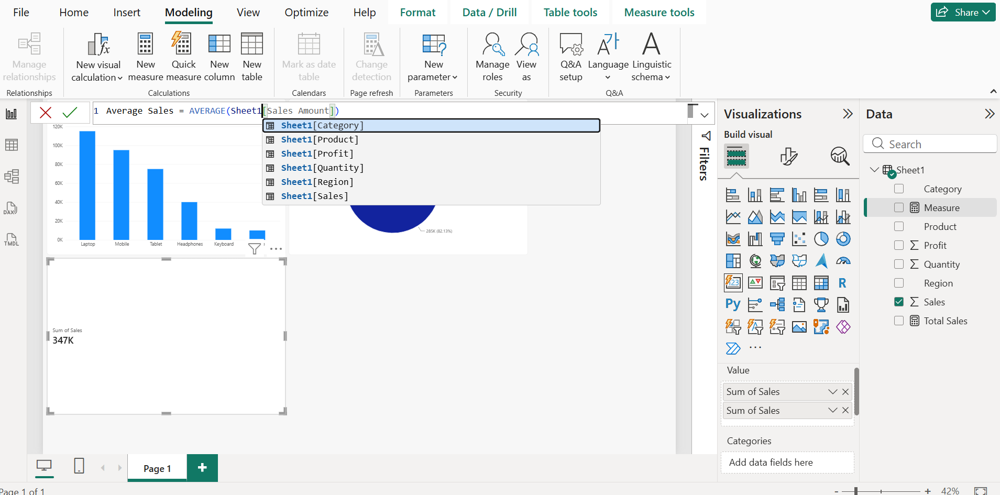 File Home Insert Modeling View Optimize Help Format Data / Drill Table tools Measure tools Share
Manage relationships
Relationships
New visual calculation
New measure
Quick measure
New column
New table
Calculations
Mark as date table
Calendars
Change detection
Page refresh
New parameter
Parameters
Manage roles
View as
Security
Q&A setup
Language
Linguistic schema
Q&A
1 Average Sales = AVERAGE(Sheet1[Sales Amount])
Sheet1[Category]
Sheet1[Product]
Sheet1[Profit]
Sheet1[Quantity]
Sheet1[Region]
Sheet1[Sales]
DAX
TMDL
120K
100K
80K
60K
40K
20K
0K
Laptop Mobile Tablet Headphones Keyboard
285K (82.13%)
Sum of Sales
347K
Filters
Visualizations
Build visual
123
R
Py
Value
Sum of Sales
Sum of Sales
Categories
Add data fields here
Data
Search
Sheet1
Category
Measure
Product
Profit
Quantity
Region
Sales
Total Sales
Page 1
Page 1 of 1
42%